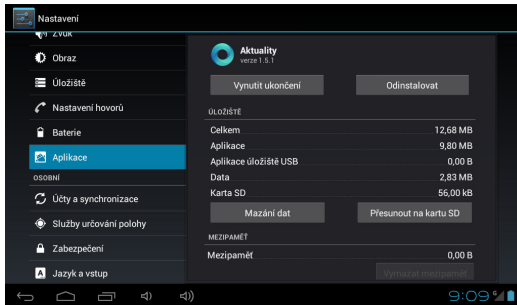 Nastavení
Zvuk
Obraz
Úložiště
Nastavení hovorů
Baterie
Aplikace
OSOBNÍ
Účty a synchronizace
Služby určování polohy
Zabezpečení
A Jazyk a vstup
Aktuality
verze 1.5.1
Vynutit ukončení Odinstalovat
ÚLOŽIŠTĚ
Celkem 12,68 MB
Aplikace 9,80 MB
Aplikace úložiště USB 0,00 B
Data 2,83 MB
Karta SD 56,00 kB
Mazání dat Přesunout na kartu SD
MEZIPAMĚŤ
Mezipaměť 0,00 B
Vymazat mezipaměť
9:09